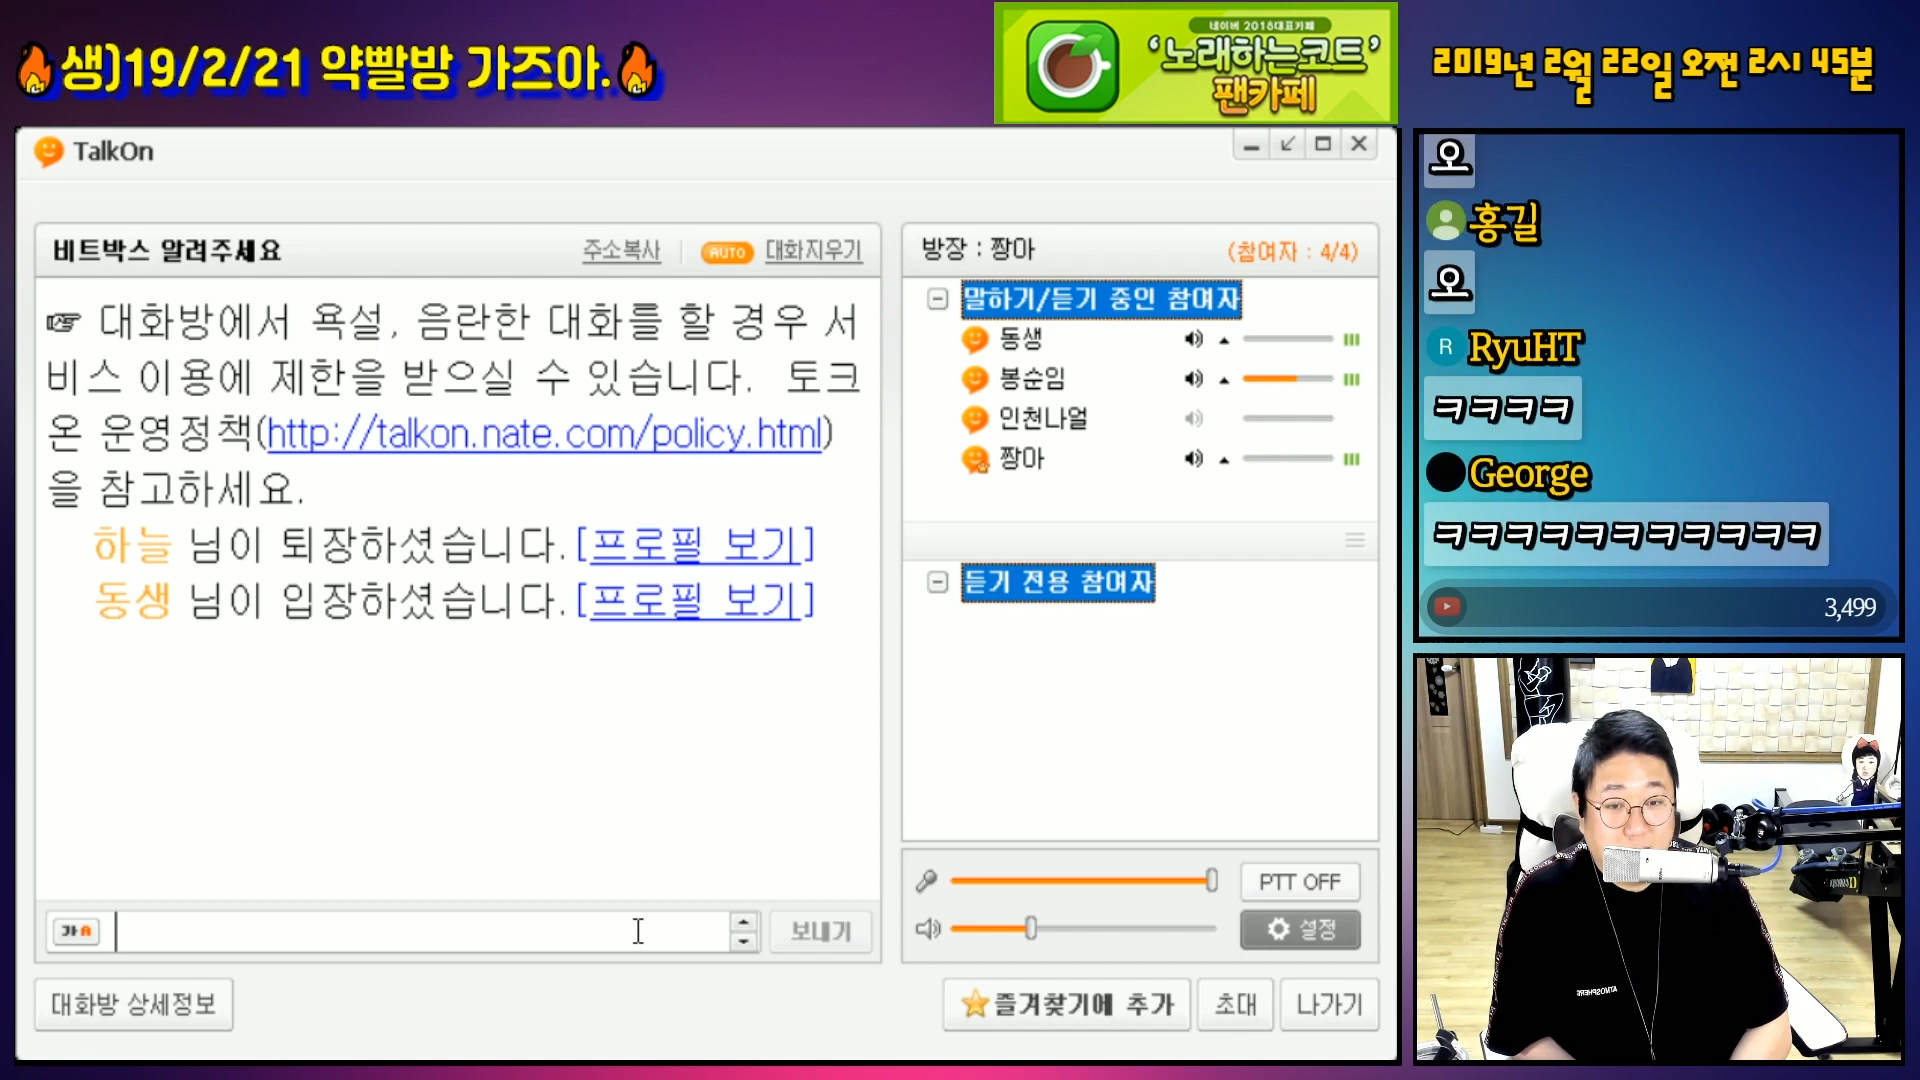 생)19/2/21 약빨방 가즈아.
네이버 2018대표카페
'노래하는코트'
팬카페
2019년 2월 22일 오전 2시 45분
TalkOn
비트박스 알려주세요
주소복사
AUTO
대화지우기
☞ 대화방에서 욕설, 음란한 대화를 할 경우 서
비스 이용에 제한을 받으실 수 있습니다. 토크
온 운영정책(http://talkon.nate.com/policy.html)
을 참고하세요.
하늘 님이 퇴장하셨습니다.[프로필 보기]
동생 님이 입장하셨습니다.[프로필 보기]
가A
보내기
대화방 상세정보
방장 : 짱아
(참여자 : 4/4)
말하기/듣기 중인 참여자
동생
봉순임
인천나얼
짱아
듣기 전용 참여자
PTT OFF
설정
즐겨찾기에 추가
초대
나가기
오
홍길
오
R
RyuHT
ㅋㅋㅋㅋ
George
ㅋㅋㅋㅋㅋㅋㅋㅋㅋㅋㅋ
3,499